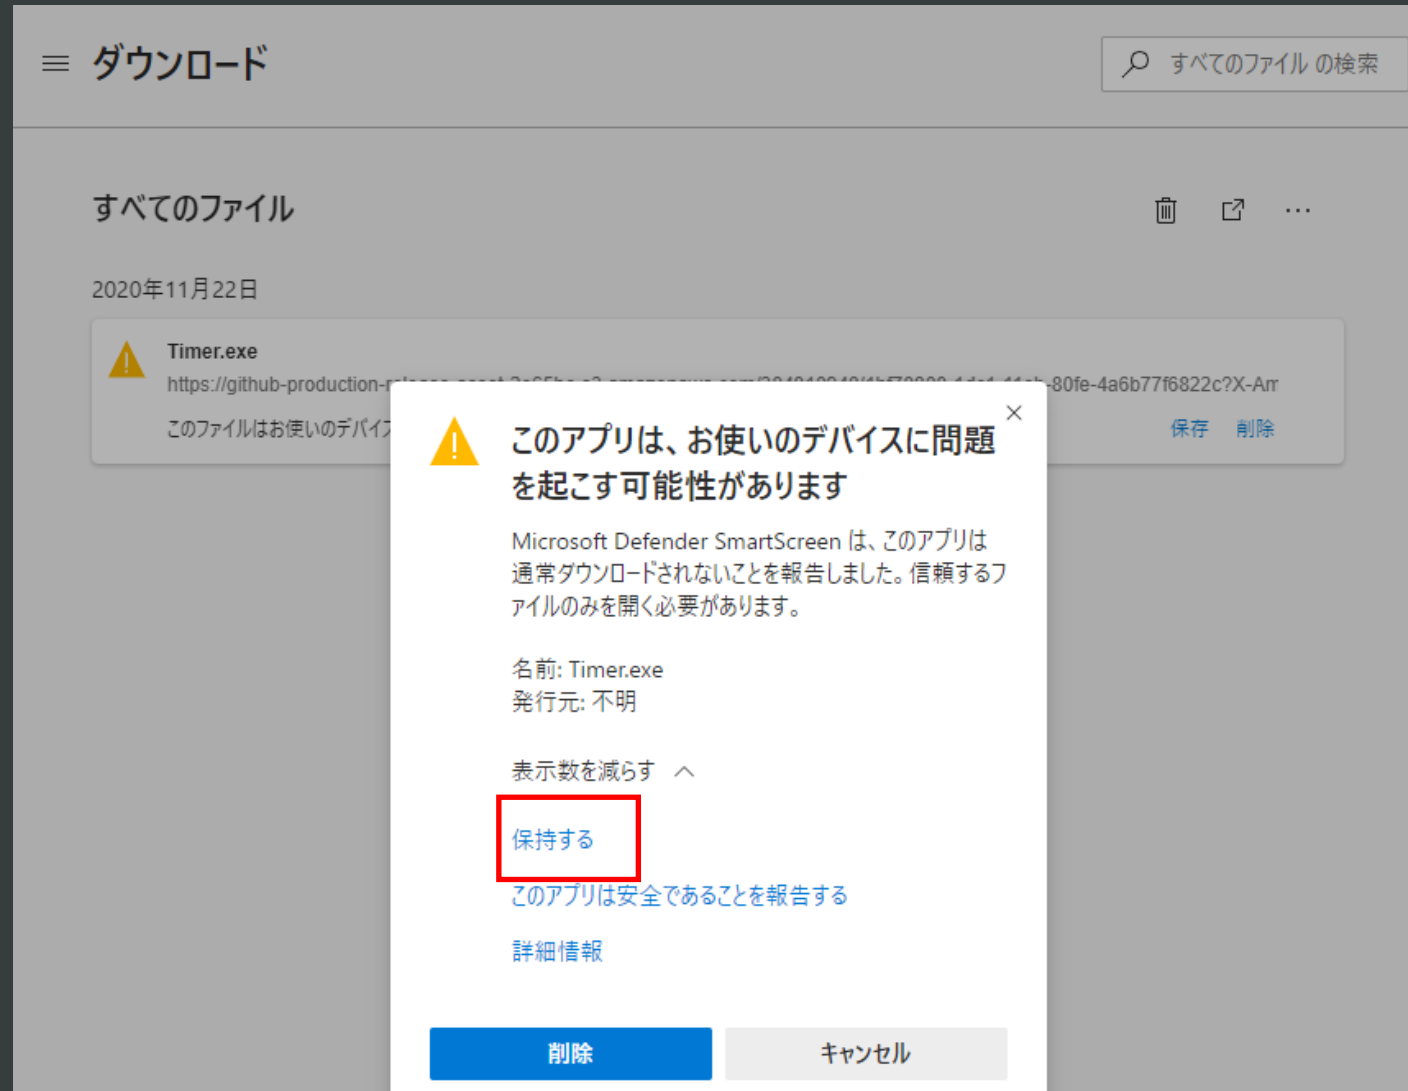 ダウンロード
すべてのファイル の検索
すべてのファイル
2020年11月22日
Timer.exe
https://github-production-r
-80fe-4a6b77f6822c?X-Am
このファイルはお使いのデバイス
保存
削除
このアプリは、お使いのデバイスに問題
を起こす可能性があります
Microsoft Defender SmartScreen は、このアプリは
通常ダウンロードされないことを報告しました。信頼するフ
ァイルのみを開く必要があります。
名前: Timer.exe
発行元: 不明
表示数を減らす
保持する
このアプリは安全であることを報告する
詳細情報
削除
キャンセル